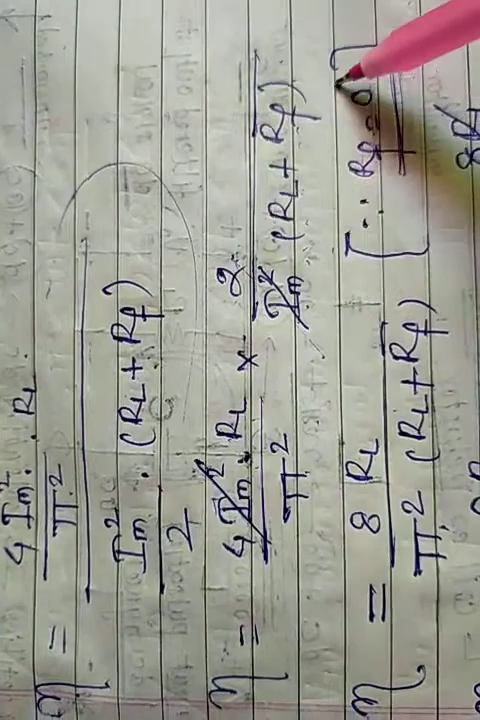 η = 4Im². RL / π² / Im². (RL + Rf) / 2
η = 4Im². RL / π² × 2 / Im² (RL + Rf)
η = 8 RL / π² (RL + Rf) [∵ Rf = 0]
8RL